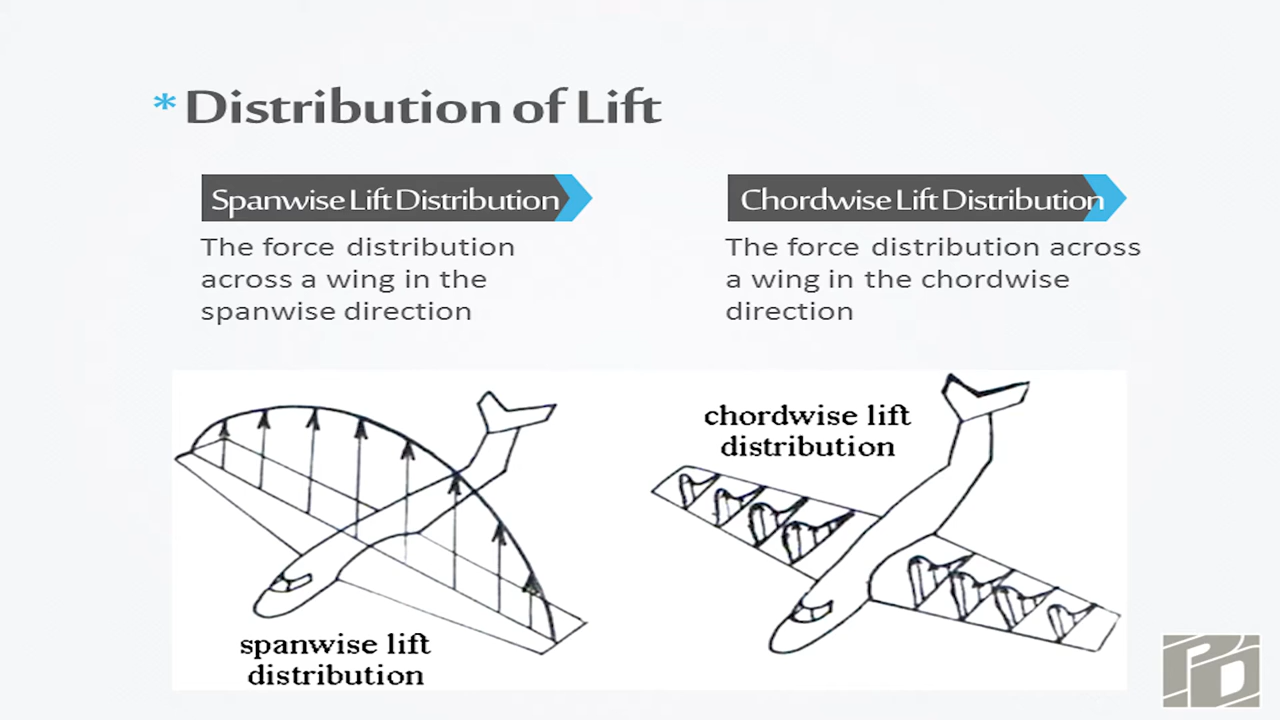 * Distribution of Lift
Spanwise Lift Distribution
The force distribution
across a wing in the
spanwise direction
Chordwise Lift Distribution
The force distribution across
a wing in the chordwise
direction
spanwise lift
distribution
chordwise lift
distribution
PD